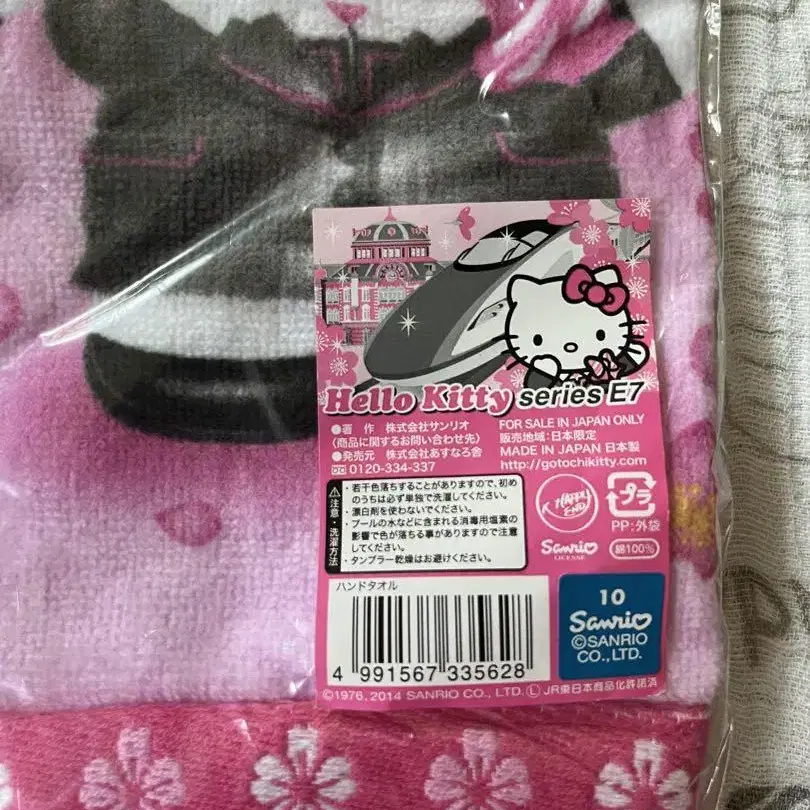 Hello Kitty series E7
●著 作 株式会社サンリオ
〈商品に関するお問い合わせ先〉
●発売元 株式会社あすなろ舎
0120-334-337
FOR SALE IN JAPAN ONLY
販売地域:日本限定
MADE IN JAPAN 日本製
http://gotochikitty.com/
注意・洗濯方法
・若干色落ちすることがありますので、初め
のうちは必ず単独で洗濯してください。
・漂白剤を使わないでください。
・プールの水などに含まれる消毒用塩素の
影響で色が落ちる事がありますので注意
してください。
・タンブラー乾燥はお避けください。
HAPPY
END
プラ
PP:外袋
Sanrio
LICENSE
綿100%
ハンドタオル
4 991567 335628
10
Sanrio
©SANRIO
CO., LTD.
©1976, 2014 SANRIO CO., LTD. Ⓛ JR東日本商品化許諾済